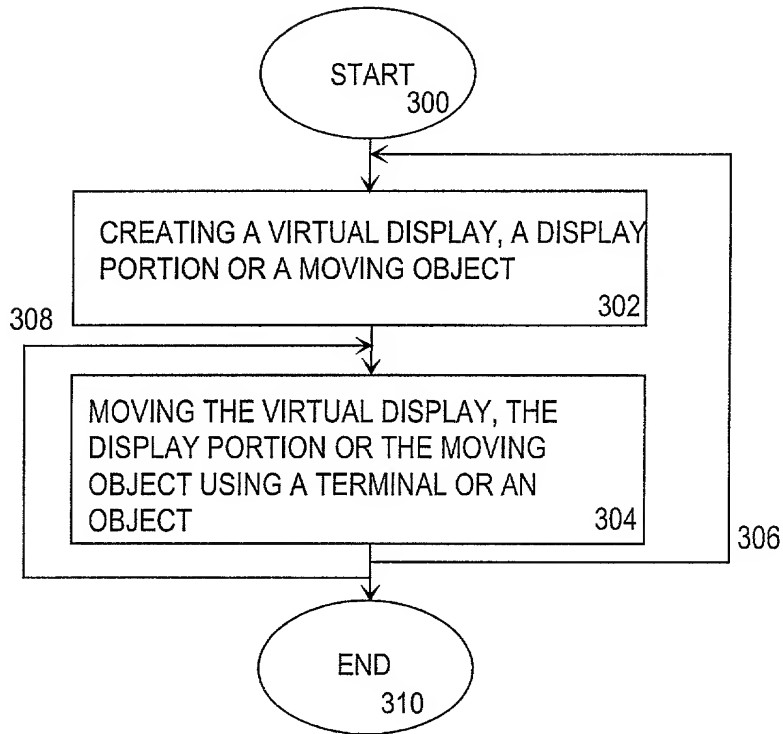 START
300
CREATING A VIRTUAL DISPLAY, A DISPLAY
PORTION OR A MOVING OBJECT
302
308
MOVING THE VIRTUAL DISPLAY, THE
DISPLAY PORTION OR THE MOVING
OBJECT USING A TERMINAL OR AN
OBJECT
304
306
END
310